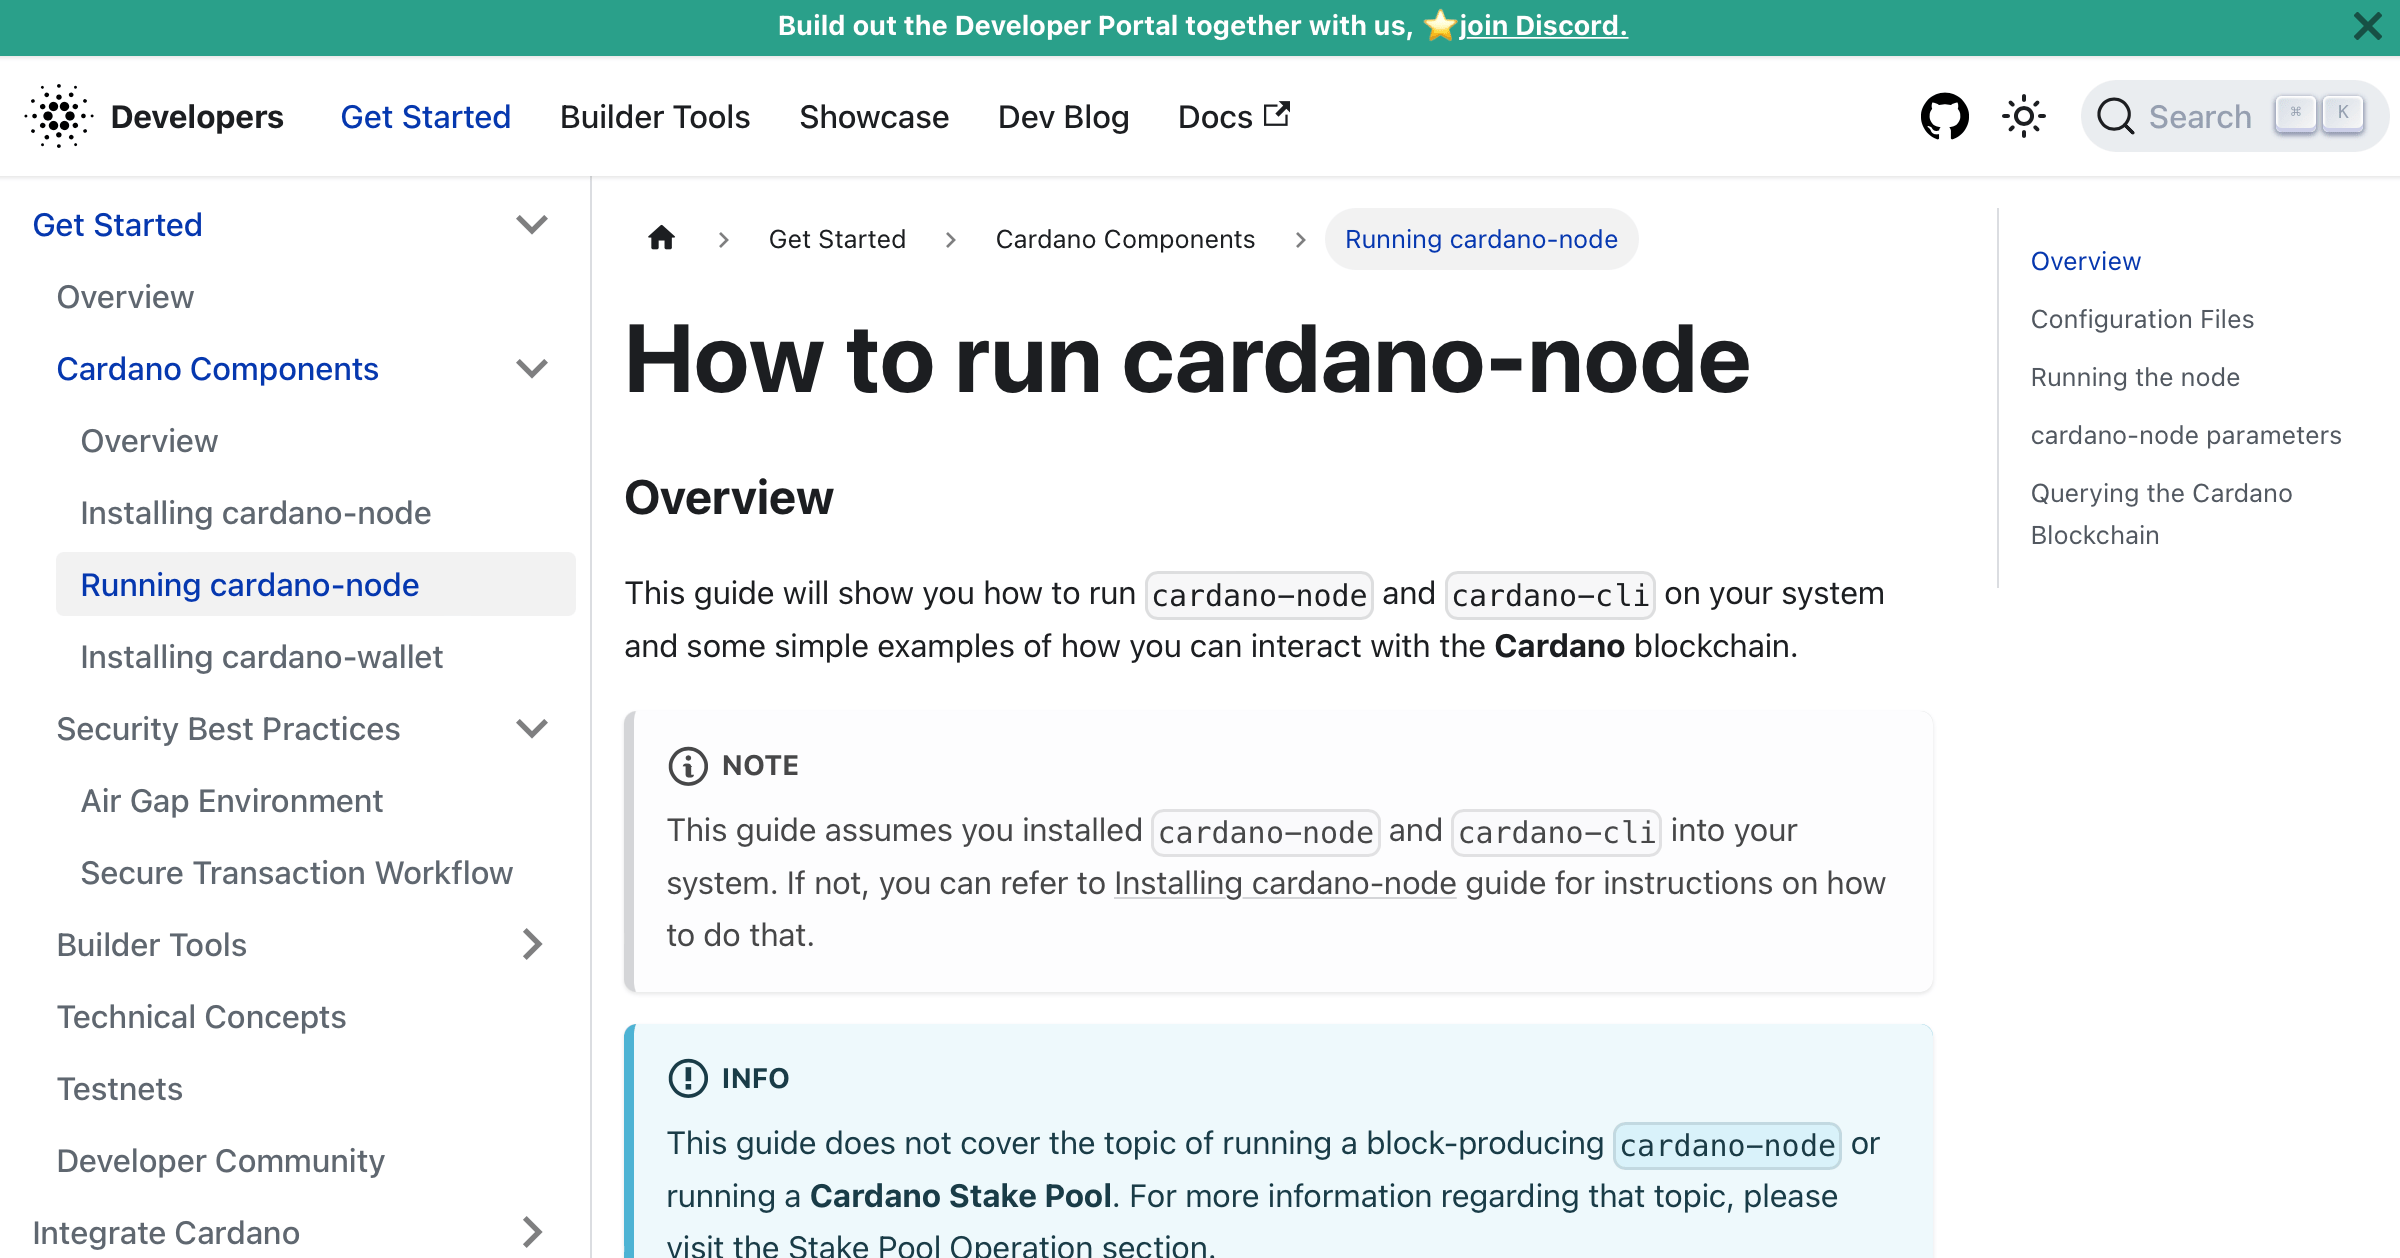 Build out the Developer Portal together with us, ⭐join Discord.
Developers
Get Started
Builder Tools
Showcase
Dev Blog
Docs
Search
⌘
K
Get Started
Overview
Cardano Components
Overview
Installing cardano-node
Running cardano-node
Installing cardano-wallet
Security Best Practices
Air Gap Environment
Secure Transaction Workflow
Builder Tools
Technical Concepts
Testnets
Developer Community
Integrate Cardano
Get Started
Cardano Components
Running cardano-node
How to run cardano-node
Overview
This guide will show you how to run cardano-node and cardano-cli on your system
and some simple examples of how you can interact with the Cardano blockchain.
NOTE
This guide assumes you installed cardano-node and cardano-cli into your
system. If not, you can refer to Installing cardano-node guide for instructions on how
to do that.
INFO
This guide does not cover the topic of running a block-producing cardano-node or
running a Cardano Stake Pool. For more information regarding that topic, please
visit the Stake Pool Operation section.
Overview
Configuration Files
Running the node
cardano-node parameters
Querying the Cardano
Blockchain